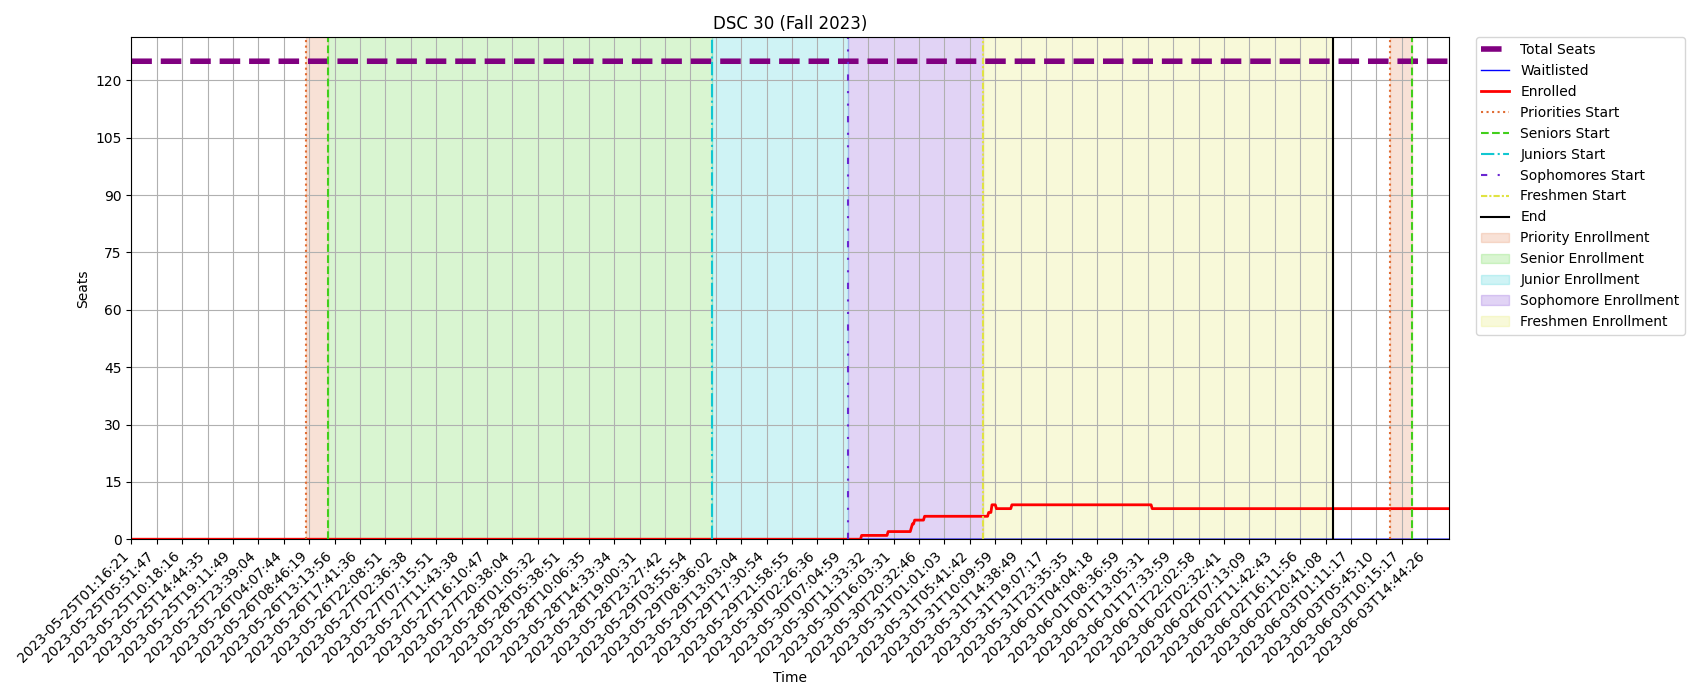 DSC 30 (Fall 2023)
Seats
120
105
90
75
60
45
30
15
0
2023-05-25T01:16:21
2023-05-25T05:51:47
2023-05-25T10:18:16
2023-05-25T14:44:35
2023-05-25T19:11:49
2023-05-25T23:39:04
2023-05-26T04:07:44
2023-05-26T08:46:19
2023-05-26T13:13:56
2023-05-26T17:41:36
2023-05-26T22:08:51
2023-05-27T02:36:38
2023-05-27T07:15:51
2023-05-27T11:43:38
2023-05-27T16:10:47
2023-05-27T20:38:04
2023-05-28T01:05:32
2023-05-28T05:38:51
2023-05-28T10:06:35
2023-05-28T14:33:34
2023-05-28T19:00:31
2023-05-28T23:27:42
2023-05-29T03:55:54
2023-05-29T08:36:02
2023-05-29T13:03:04
2023-05-29T17:30:54
2023-05-29T21:58:55
2023-05-30T02:26:36
2023-05-30T07:04:59
2023-05-30T11:33:32
2023-05-30T16:03:31
2023-05-30T20:32:46
2023-05-31T01:01:03
2023-05-31T05:41:42
2023-05-31T10:09:59
2023-05-31T14:38:49
2023-05-31T19:07:17
2023-05-31T23:35:35
2023-06-01T04:04:18
2023-06-01T08:36:59
2023-06-01T13:05:31
2023-06-01T17:33:59
2023-06-01T22:02:58
2023-06-02T02:32:41
2023-06-02T07:13:09
2023-06-02T11:42:43
2023-06-02T16:11:56
2023-06-02T20:41:08
2023-06-03T01:11:17
2023-06-03T05:45:10
2023-06-03T10:15:17
2023-06-03T14:44:26
Time
Total Seats
Waitlisted
Enrolled
Priorities Start
Seniors Start
Juniors Start
Sophomores Start
Freshmen Start
End
Priority Enrollment
Senior Enrollment
Junior Enrollment
Sophomore Enrollment
Freshmen Enrollment